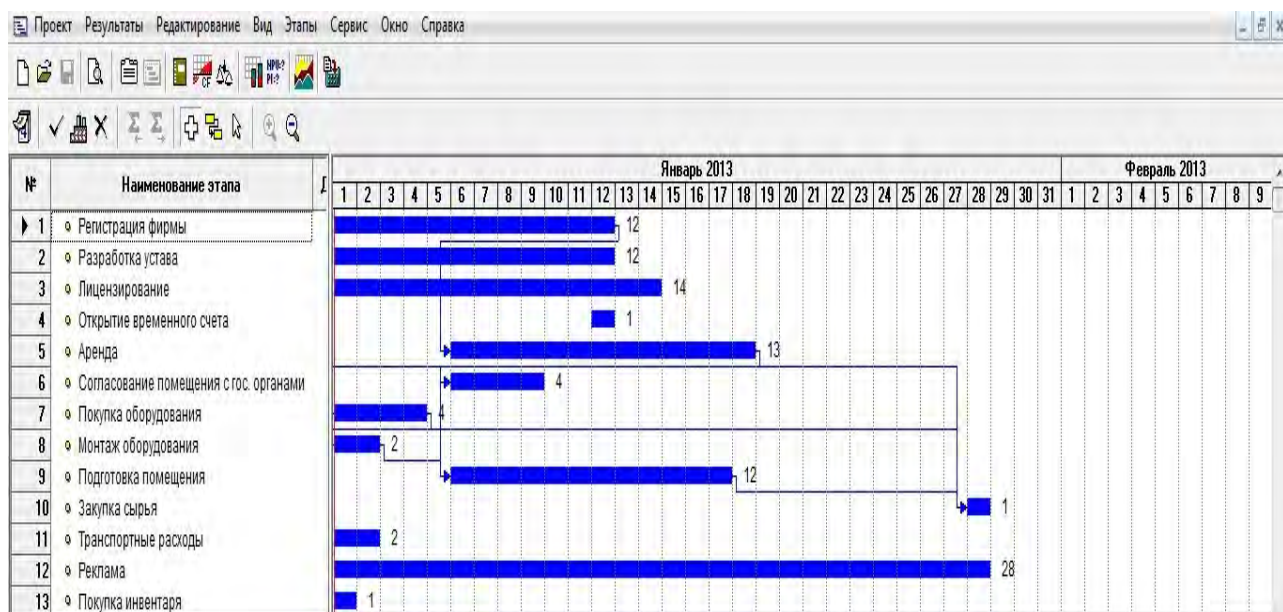 Проект Результаты Редактирование Вид Этапы Сервис Окно Справка
CF NPV=? PI=?
№ Наименование этапа Январь 2013 Февраль 2013
1 2 3 4 5 6 7 8 9 10 11 12 13 14 15 16 17 18 19 20 21 22 23 24 25 26 27 28 29 30 31 1 2 3 4 5 6 7 8 9
1 Регистрация фирмы 12
2 Разработка устава 12
3 Лицензирование 14
4 Открытие временного счета 1
5 Аренда 13
6 Согласование помещения с гос. органами 4
7 Покупка оборудования 4
8 Монтаж оборудования 2
9 Подготовка помещения 12
10 Закупка сырья 1
11 Транспортные расходы 2
12 Реклама 28
13 Покупка инвентаря 1